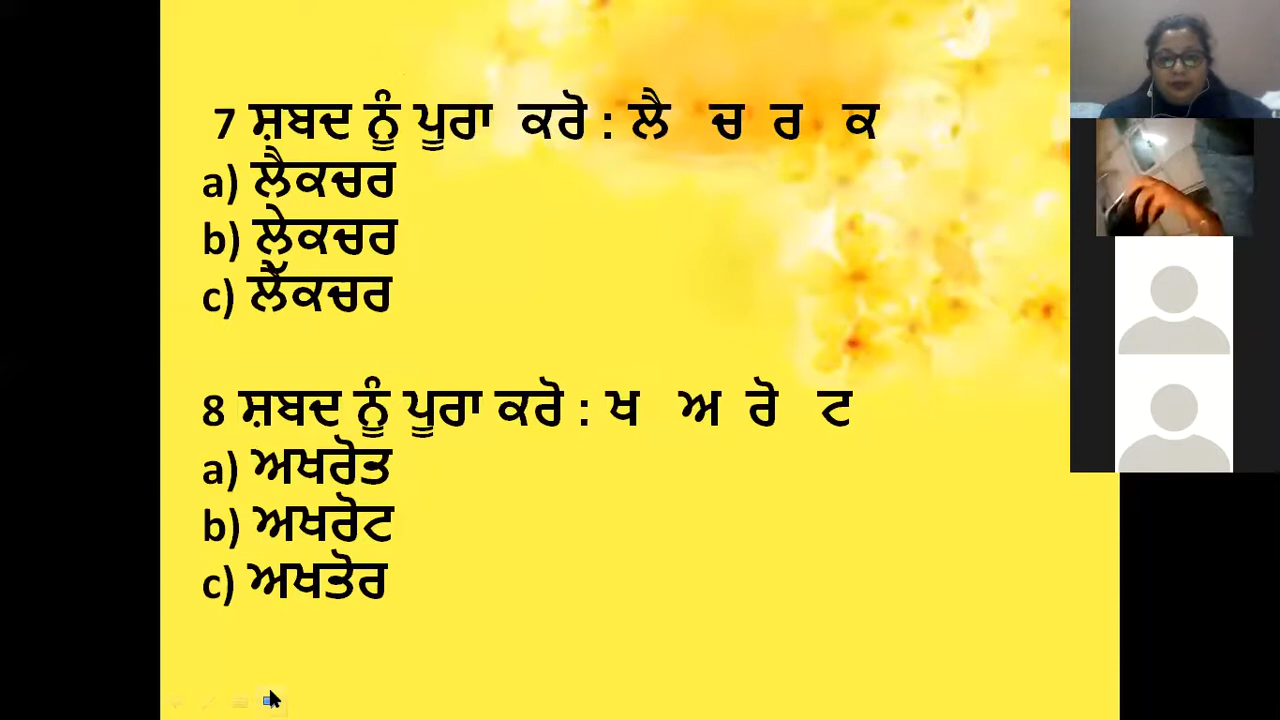 7 ਸ਼ਬਦ ਨੂੰ ਪੂਰਾ ਕਰੋ : ਲੈ ਚ ਰ ਕ
a) ਲੈਕਚਰ
b) ਲੇਕਚਰ
c) ਲੈੱਕਚਰ
8 ਸ਼ਬਦ ਨੂੰ ਪੂਰਾ ਕਰੋ : ਖ ਅ ਰੋ ਟ
a) ਅਖਰੋਤ
b) ਅਖਰੋਟ
c) ਅਖਤੋਰ